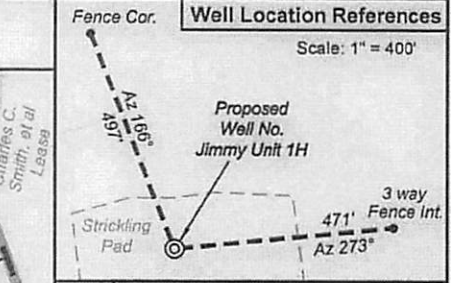 Fence Cor.
Well Location References
Scale: 1" = 400'
Charles C.
Smith, et al
Lease
Az 166°
497'
Proposed
Well No.
Jimmy Unit 1H
Strickling
Pad
3 way
Fence Int.
471'
Az 273°